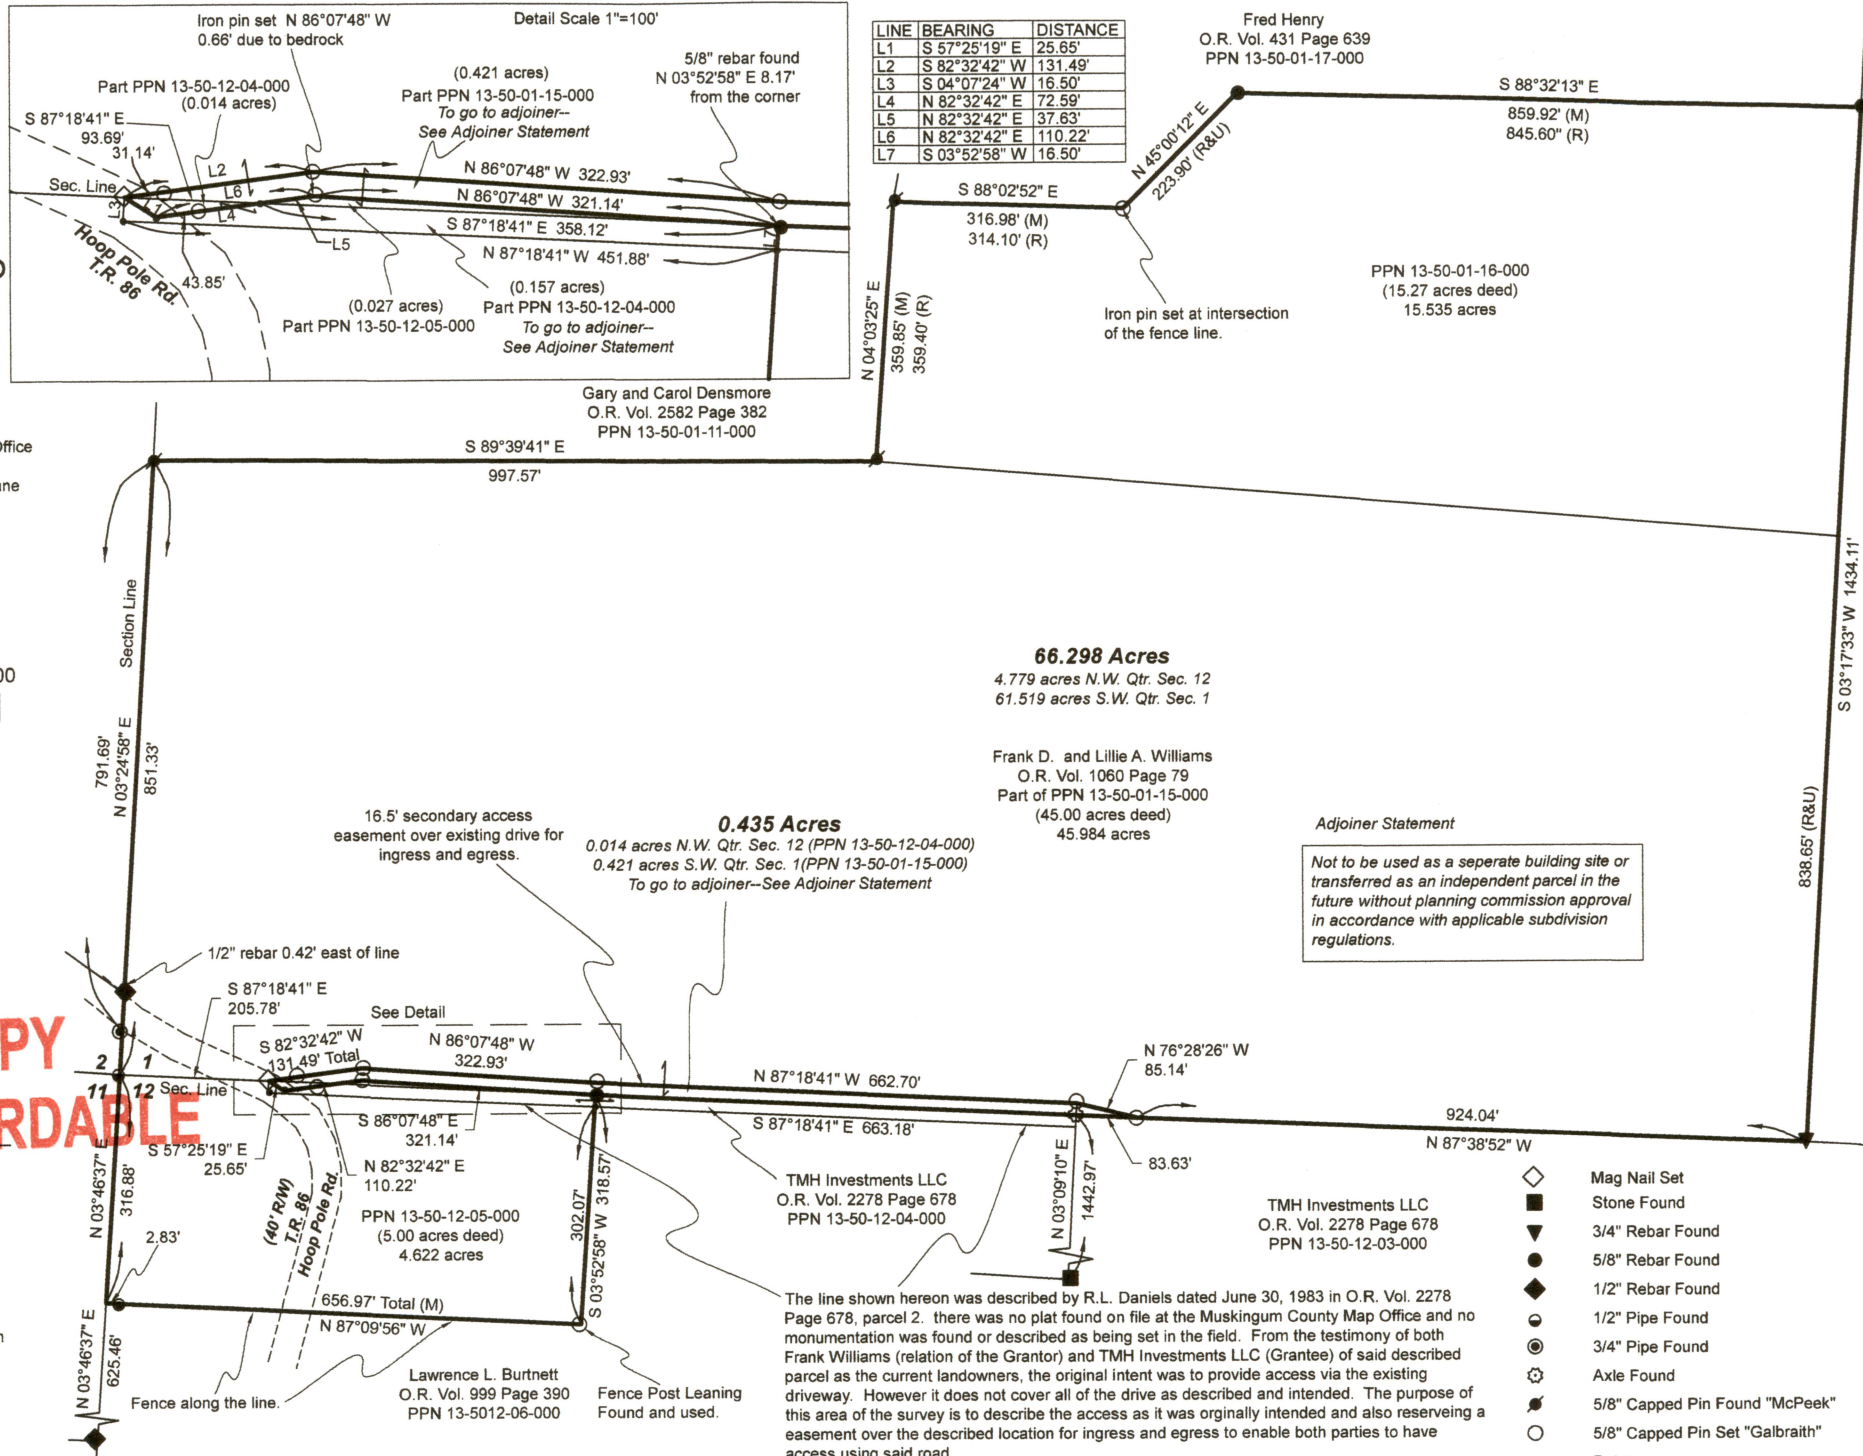 Iron pin set N 86°07'48" W
0.66' due to bedrock
Detail Scale 1"=100'
5/8" rebar found
N 03°52'58" E 8.17'
from the corner
Part PPN 13-50-12-04-000
(0.014 acres)
(0.421 acres)
Part PPN 13-50-01-15-000
To go to adjoiner--
See Adjoiner Statement
S 87°18'41" E
93.69'
31.14'
L2
Sec. Line
L6
L3
L4
L5
L7
N 86°07'48" W 322.93'
N 86°07'48" W 321.14'
S 87°18'41" E 358.12'
N 87°18'41" W 451.88'
Hoop Pole Rd.
T.R. 86
43.85'
(0.027 acres)
Part PPN 13-50-12-05-000
(0.157 acres)
Part PPN 13-50-12-04-000
To go to adjoiner--
See Adjoiner Statement
LINE BEARING DISTANCE
L1 S 57°25'19" E 25.65'
L2 S 82°32'42" W 131.49'
L3 S 04°07'24" W 16.50'
L4 N 82°32'42" E 72.59'
L5 N 82°32'42" E 37.63'
L6 N 82°32'42" E 110.22'
L7 S 03°52'58" W 16.50'
Fred Henry
O.R. Vol. 431 Page 639
PPN 13-50-01-17-000
S 88°32'13" E
859.92' (M)
845.60" (R)
N 45°00'12" E
223.90' (R&U)
S 88°02'52" E
316.98' (M)
314.10' (R)
N 04°03'25" E
359.85' (M)
359.40' (R)
Iron pin set at intersection
of the fence line.
PPN 13-50-01-16-000
(15.27 acres deed)
15.535 acres
Gary and Carol Densmore
O.R. Vol. 2582 Page 382
PPN 13-50-01-11-000
S 89°39'41" E
997.57'
Office
ane
00
Section Line
791.69'
N 03°24'58" E
851.33'
S 03°17'33" W 1434.11'
838.65' (R&U)
66.298 Acres
4.779 acres N.W. Qtr. Sec. 12
61.519 acres S.W. Qtr. Sec. 1
Frank D. and Lillie A. Williams
O.R. Vol. 1060 Page 79
Part of PPN 13-50-01-15-000
(45.00 acres deed)
45.984 acres
16.5' secondary access
easement over existing drive for
ingress and egress.
0.435 Acres
0.014 acres N.W. Qtr. Sec. 12 (PPN 13-50-12-04-000)
0.421 acres S.W. Qtr. Sec. 1(PPN 13-50-01-15-000)
To go to adjoiner--See Adjoiner Statement
Adjoiner Statement
Not to be used as a seperate building site or
transferred as an independent parcel in the
future without planning commission approval
in accordance with applicable subdivision
regulations.
1/2" rebar 0.42' east of line
S 87°18'41" E
205.78'
See Detail
S 82°32'42" W
131.49' Total
N 86°07'48" W
322.93'
N 87°18'41" W 662.70'
N 76°28'26" W
85.14'
PY
RDABLE
2 1
11 12
Sec. Line
S 57°25'19" E
25.65'
S 86°07'48" E
321.14'
N 82°32'42" E
110.22'
S 87°18'41" E 663.18'
924.04'
N 87°38'52" W
83.63'
N 03°46'37" E
316.88'
2.83'
(40' R/W)
T.R. 86
Hoop Pole Rd.
PPN 13-50-12-05-000
(5.00 acres deed)
4.622 acres
302.07'
S 03°52'58" W 318.57'
TMH Investments LLC
O.R. Vol. 2278 Page 678
PPN 13-50-12-04-000
N 03°09'10" E
1442.97'
TMH Investments LLC
O.R. Vol. 2278 Page 678
PPN 13-50-12-03-000
656.97' Total (M)
N 87°09'56" W
N 03°46'37" E
625.46'
Fence along the line.
Lawrence L. Burtnett
O.R. Vol. 999 Page 390
PPN 13-5012-06-000
Fence Post Leaning
Found and used.
The line shown hereon was described by R.L. Daniels dated June 30, 1983 in O.R. Vol. 2278
Page 678, parcel 2. there was no plat found on file at the Muskingum County Map Office and no
monumentation was found or described as being set in the field. From the testimony of both
Frank Williams (relation of the Grantor) and TMH Investments LLC (Grantee) of said described
parcel as the current landowners, the original intent was to provide access via the existing
driveway. However it does not cover all of the drive as described and intended. The purpose of
this area of the survey is to describe the access as it was orginally intended and also reserveing a
easement over the described location for ingress and egress to enable both parties to have
access using said road
Mag Nail Set
Stone Found
3/4" Rebar Found
5/8" Rebar Found
1/2" Rebar Found
1/2" Pipe Found
3/4" Pipe Found
Axle Found
5/8" Capped Pin Found "McPeek"
5/8" Capped Pin Set "Galbraith"